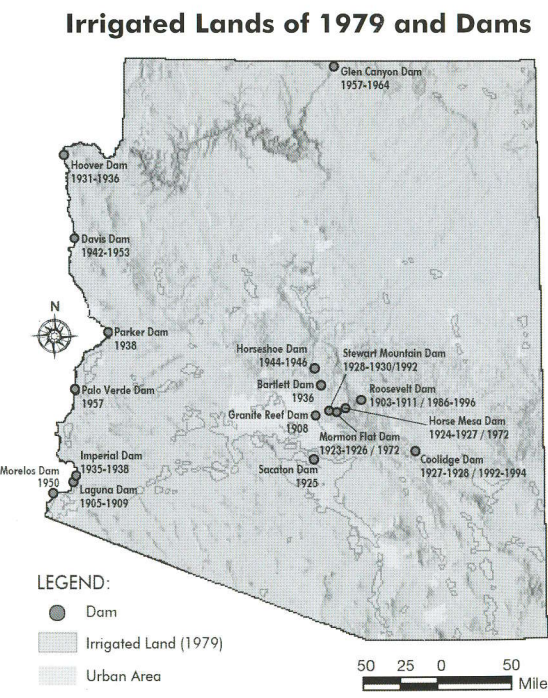 Irrigated Lands of 1979 and Dams
Glen Canyon Dam
1957-1964
Hoover Dam
1931-1936
Davis Dam
1942-1953
N
Parker Dam
1938
Horseshoe Dam
1944-1946
Stewart Mountain Dam
1928-1930/1992
Bartlett Dam
1936
Roosevelt Dam
1903-1911 / 1986-1996
Palo Verde Dam
1957
Granite Reef Dam
1908
Horse Mesa Dam
1924-1927 / 1972
Mormon Flat Dam
1923-1926 / 1972
Coolidge Dam
1927-1928 / 1992-1994
Sacaton Dam
1925
Imperial Dam
1935-1938
Morelos Dam
1950
Laguna Dam
1905-1909
LEGEND:
Dam
Irrigated Land (1979)
Urban Area
50 25 0 50
Mile